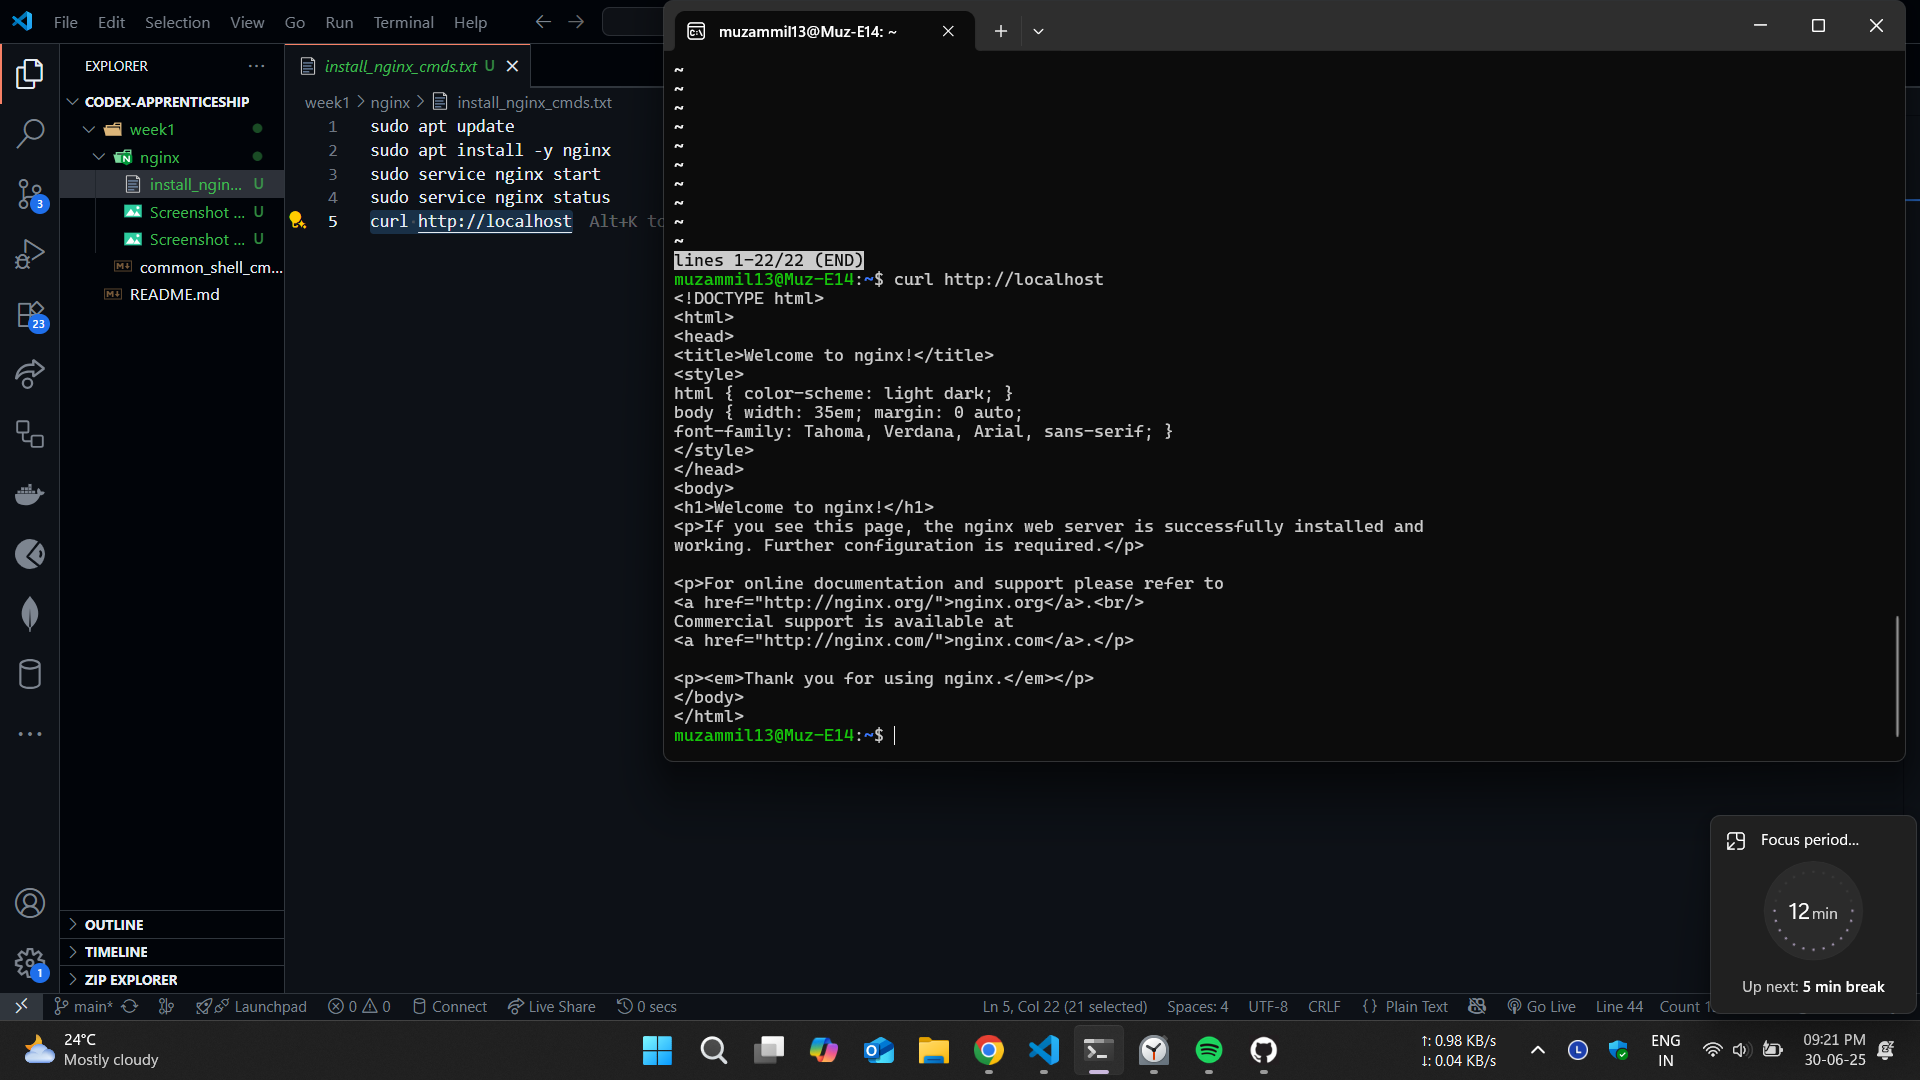 File Edit Selection View Go Run Terminal Help
muzammil13@Muz-E14: ~
EXPLORER
CODEX-APPRENTICESHIP
week1
nginx
install_ngin... U
Screenshot ... U
Screenshot ... U
common_shell_cm...
README.md
OUTLINE
TIMELINE
ZIP EXPLORER
3
23
1
install_nginx_cmds.txt U
week1 > nginx > install_nginx_cmds.txt
1 sudo apt update
2 sudo apt install -y nginx
3 sudo service nginx start
4 sudo service nginx status
5 curl http://localhost Alt+K to
~
~
~
~
~
~
~
~
~
~
lines 1-22/22 (END)
muzammil13@Muz-E14:~$ curl http://localhost
<!DOCTYPE html>
<html>
<head>
<title>Welcome to nginx!</title>
<style>
html { color-scheme: light dark; }
body { width: 35em; margin: 0 auto;
font-family: Tahoma, Verdana, Arial, sans-serif; }
</style>
</head>
<body>
<h1>Welcome to nginx!</h1>
<p>If you see this page, the nginx web server is successfully installed and
working. Further configuration is required.</p>
<p>For online documentation and support please refer to
<a href="http://nginx.org/">nginx.org</a>.<br/>
Commercial support is available at
<a href="http://nginx.com/">nginx.com</a>.</p>
<p><em>Thank you for using nginx.</em></p>
</body>
</html>
muzammil13@Muz-E14:~$
Focus period...
12 min
Up next: 5 min break
main* Launchpad 0 0 Connect Live Share 0 secs Ln 5, Col 22 (21 selected) Spaces: 4 UTF-8 CRLF {} Plain Text Go Live Line 44 Count
24°C
Mostly cloudy
↑: 0.98 KB/s
↓: 0.04 KB/s
ENG
IN
09:21 PM
30-06-25